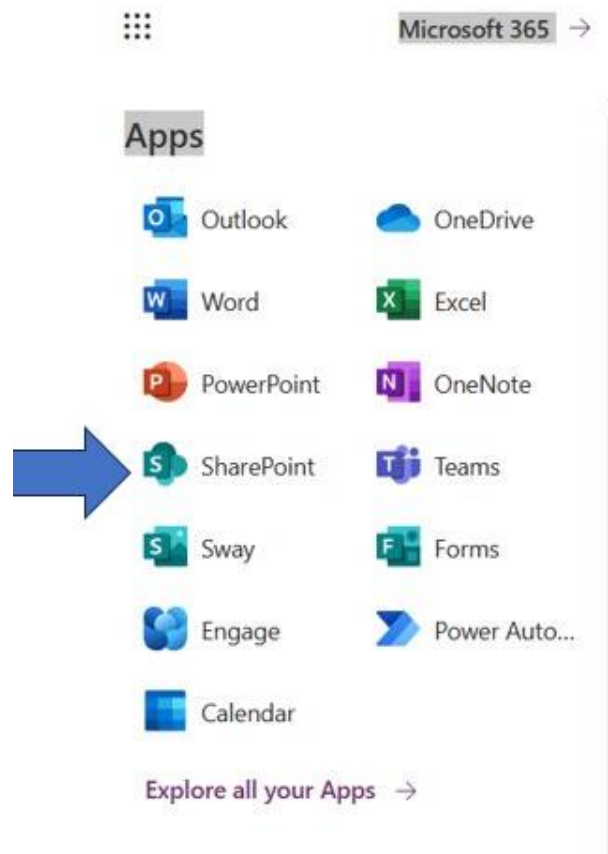 Microsoft 365 →
Apps
Outlook OneDrive
Word Excel
PowerPoint OneNote
SharePoint Teams
Sway Forms
Engage Power Auto...
Calendar
Explore all your Apps →